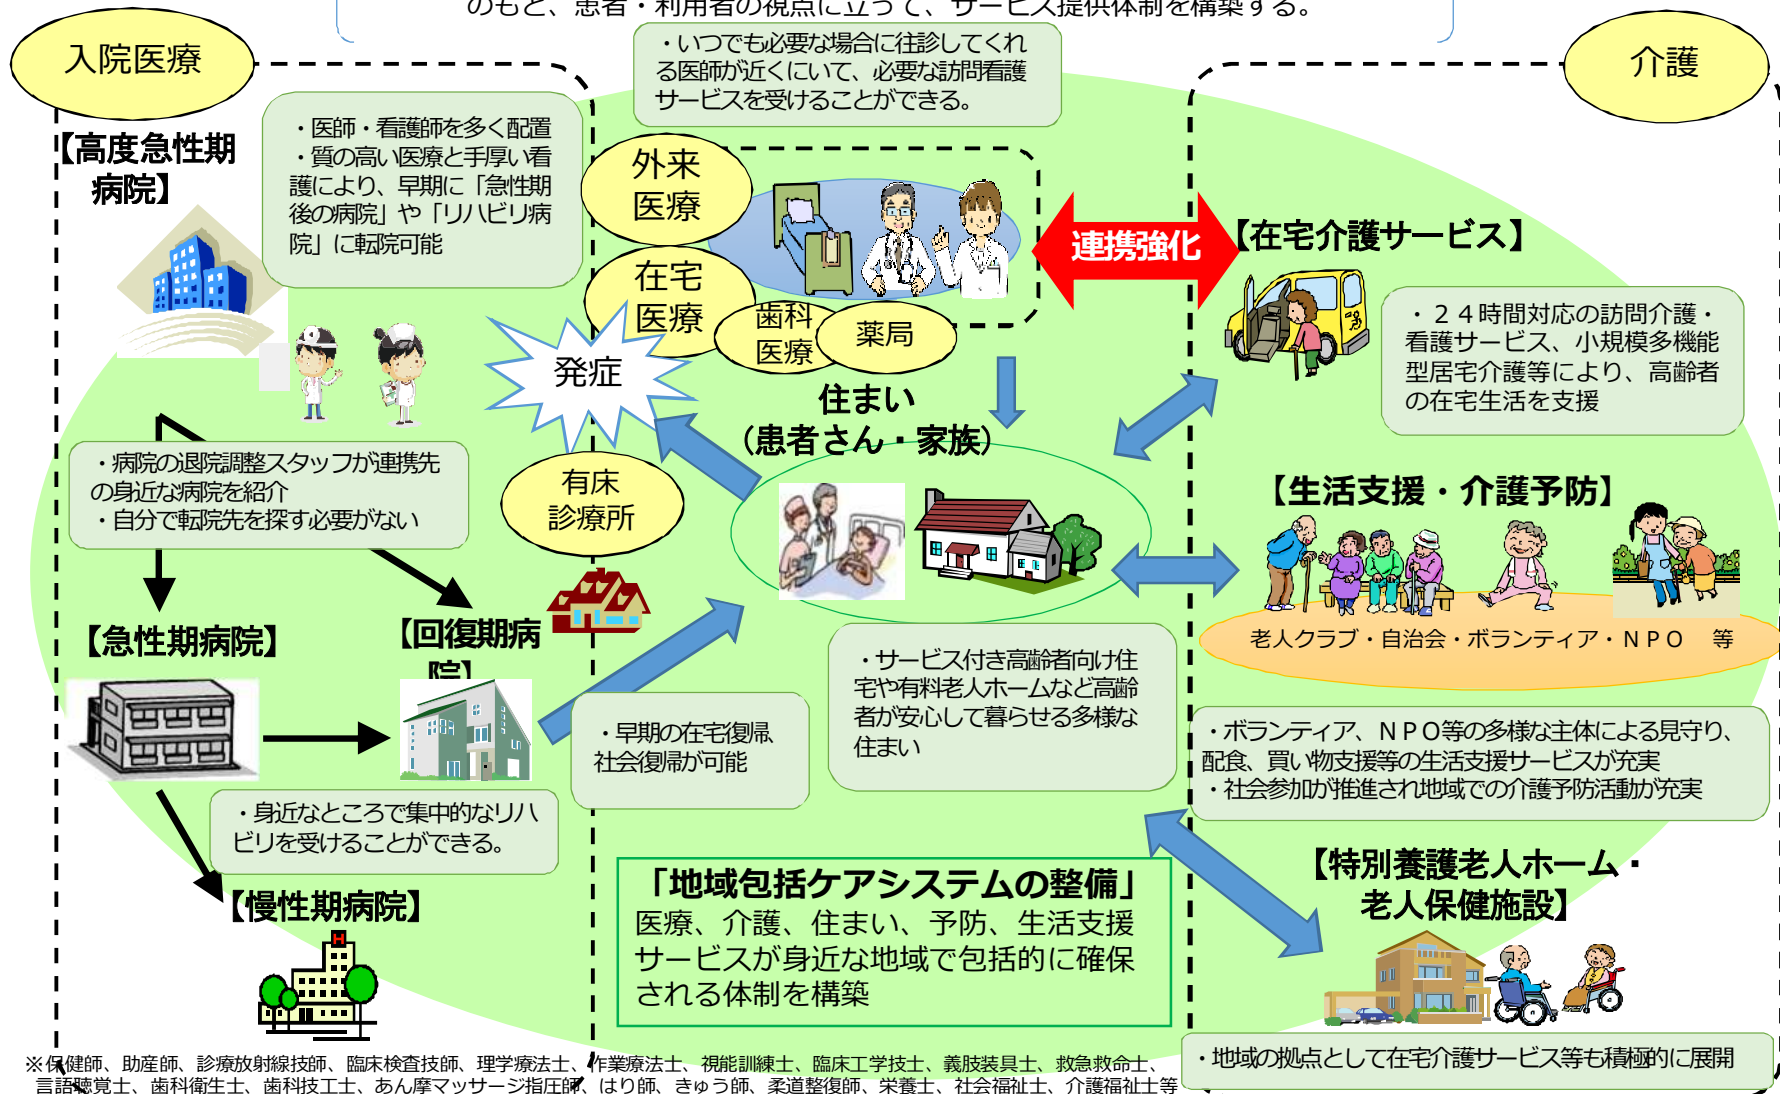 のもと、患者・利用者の視点に立って、サービス提供体制を構築する。
入院医療
介護
・いつでも必要な場合に往診してくれ
る医師が近くにいて、必要な訪問看護
サービスを受けることができる。
【高度急性期
病院】
・医師・看護師を多く配置
・質の高い医療と手厚い看
護により、早期に「急性期
後の病院」や「リハビリ病
院」に転院可能
外来
医療
在宅
医療
歯科
医療
薬局
連携強化
【在宅介護サービス】
・２４時間対応の訪問介護・
看護サービス、小規模多機能
型居宅介護等により、高齢者
の在宅生活を支援
発症
住まい
（患者さん・家族）
・病院の退院調整スタッフが連携先
の身近な病院を紹介
・自分で転院先を探す必要がない
有床
診療所
【生活支援・介護予防】
老人クラブ・自治会・ボランティア・ＮＰＯ　等
【急性期病院】
【回復期病
院】
・早期の在宅復帰、
社会復帰が可能
・サービス付き高齢者向け住
宅や有料老人ホームなど高齢
者が安心して暮らせる多様な
住まい
・ボランティア、ＮＰＯ等の多様な主体による見守り、
配食、買い物支援等の生活支援サービスが充実
・社会参加が推進され地域での介護予防活動が充実
・身近なところで集中的なリハ
ビリを受けることができる。
【慢性期病院】
H
「地域包括ケアシステムの整備」
医療、介護、住まい、予防、生活支援
サービスが身近な地域で包括的に確保
される体制を構築
【特別養護老人ホーム・
老人保健施設】
・地域の拠点として在宅介護サービス等も積極的に展開
※保健師、助産師、診療放射線技師、臨床検査技師、理学療法士、作業療法士、視能訓練士、臨床工学技士、義肢装具士、救急救命士、
言語聴覚士、歯科衛生士、歯科技工士、あん摩マッサージ指圧師、はり師、きゅう師、柔道整復師、栄養士、社会福祉士、介護福祉士等